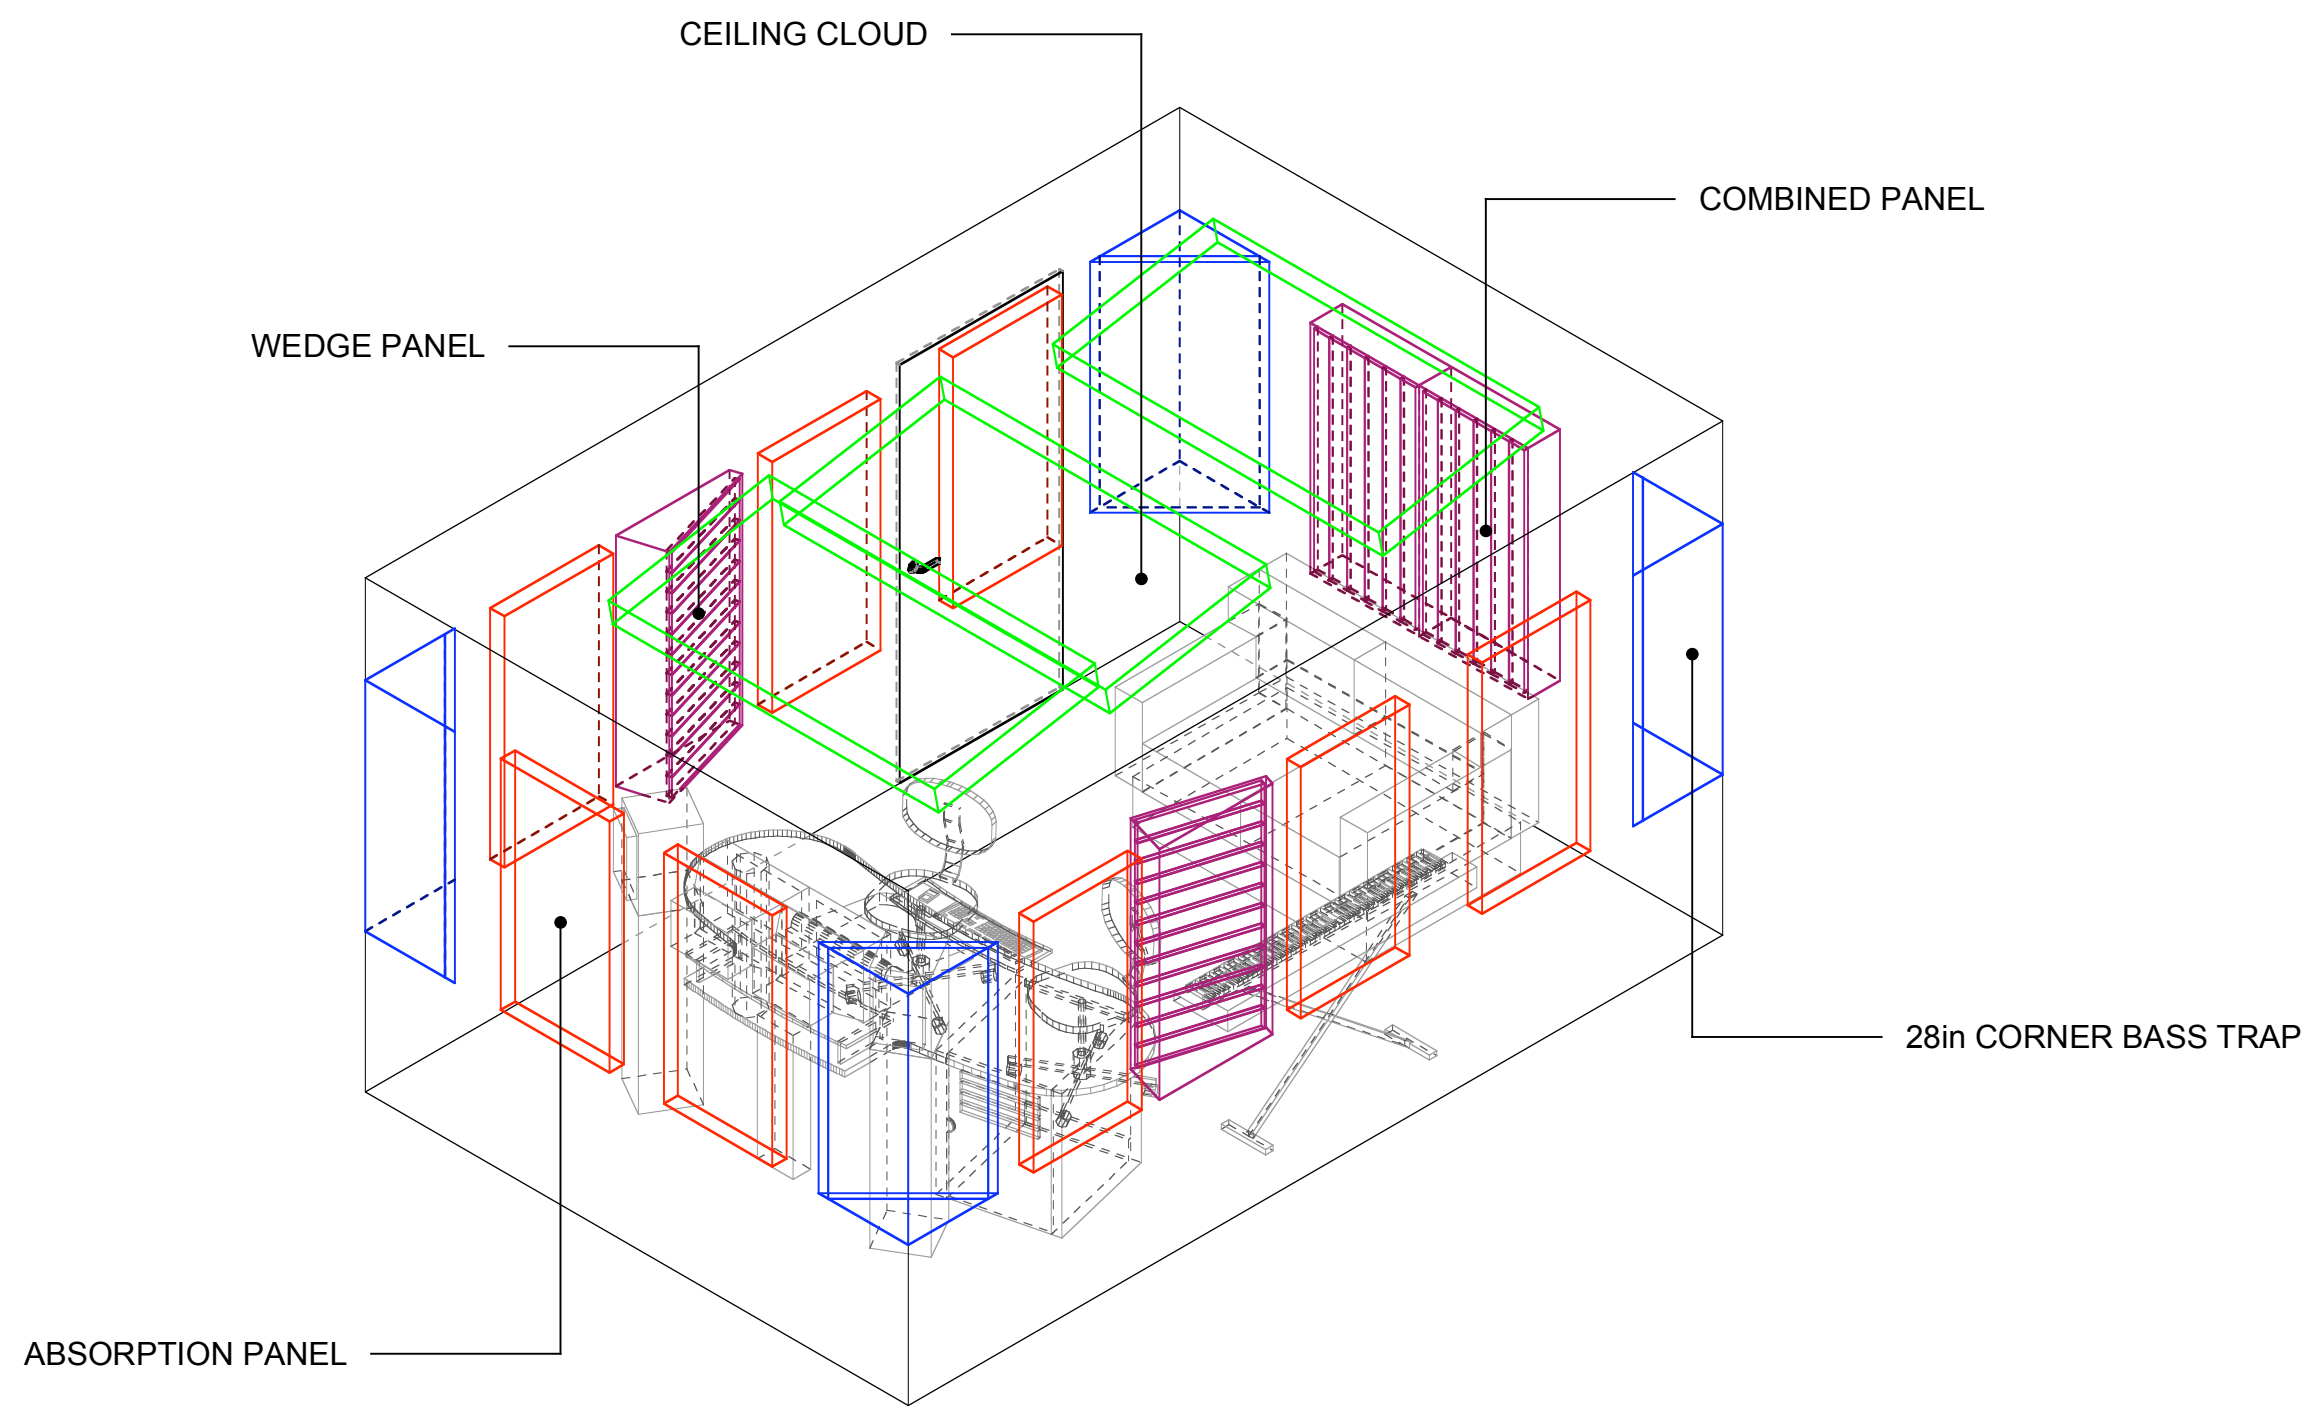 CEILING CLOUD
COMBINED PANEL
WEDGE PANEL
28in CORNER BASS TRAP
ABSORPTION PANEL